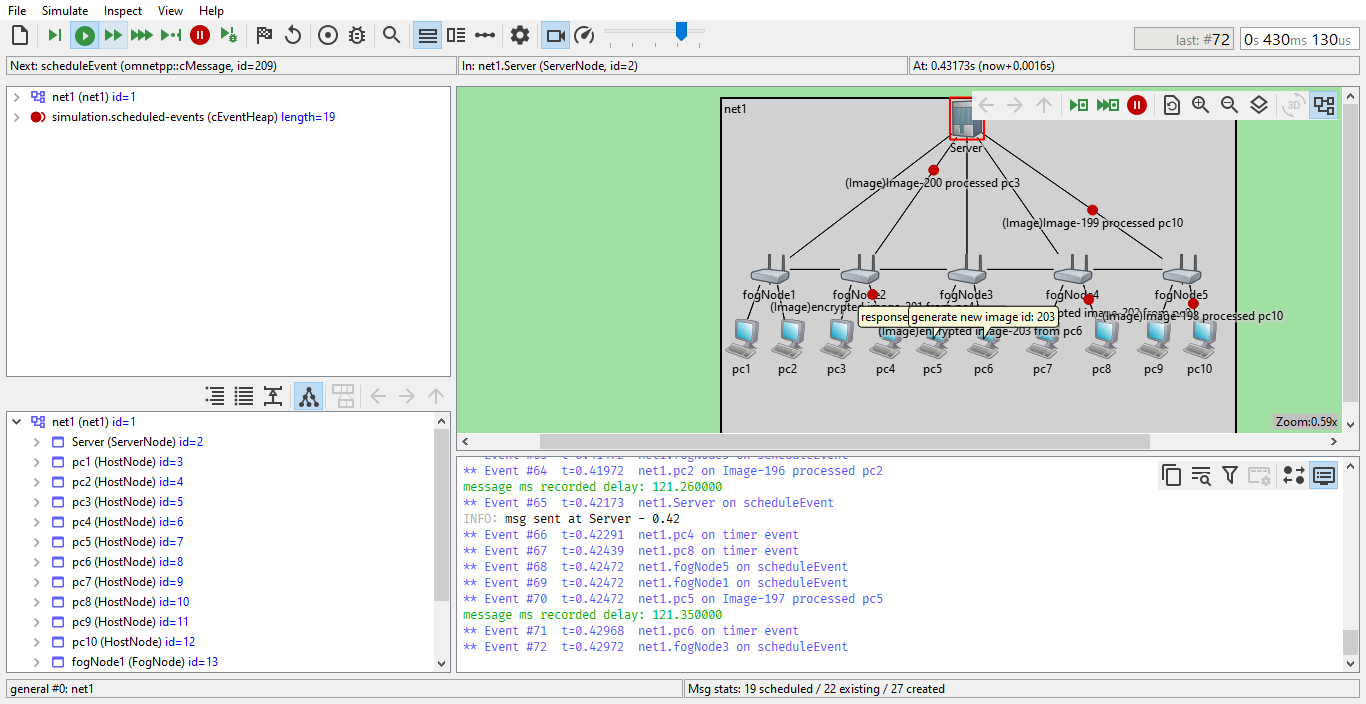 File Simulate Inspect View Help
last: #72
0s 430ms 130us
Next: scheduleEvent (omnetpp::cMessage, id=209)
In: net1.Server (ServerNode, id=2)
At: 0.43173s (now+0.0016s)
net1 (net1) id=1
simulation.scheduled-events (cEventHeap) length=19
net1 (net1) id=1
Server (ServerNode) id=2
pc1 (HostNode) id=3
pc2 (HostNode) id=4
pc3 (HostNode) id=5
pc4 (HostNode) id=6
pc5 (HostNode) id=7
pc6 (HostNode) id=8
pc7 (HostNode) id=9
pc8 (HostNode) id=10
pc9 (HostNode) id=11
pc10 (HostNode) id=12
fogNode1 (FogNode) id=13
net1
3D
Server
(Image)Image-200 processed pc3
(Image)Image-199 processed pc10
fogNode1 fogNode2 fogNode3 fogNode4 fogNode5
(Image)encrypted image-201 from pc4
(Image)Image-198 processed pc10
response
generate new image id: 203
(Image)encrypted image-203 from pc6
pc1 pc2 pc3 pc4 pc5 pc6 pc7 pc8 pc9 pc10
Zoom:0.59x
** Event #64 t=0.41972 net1.pc2 on Image-196 processed pc2
message ms recorded delay: 121.260000
** Event #65 t=0.42173 net1.Server on scheduleEvent
INFO: msg sent at Server - 0.42
** Event #66 t=0.42291 net1.pc4 on timer event
** Event #67 t=0.42439 net1.pc8 on timer event
** Event #68 t=0.42472 net1.fogNode5 on scheduleEvent
** Event #69 t=0.42472 net1.fogNode1 on scheduleEvent
** Event #70 t=0.42472 net1.pc5 on Image-197 processed pc5
message ms recorded delay: 121.350000
** Event #71 t=0.42968 net1.pc6 on timer event
** Event #72 t=0.42972 net1.fogNode3 on scheduleEvent
general #0: net1
Msg stats: 19 scheduled / 22 existing / 27 created